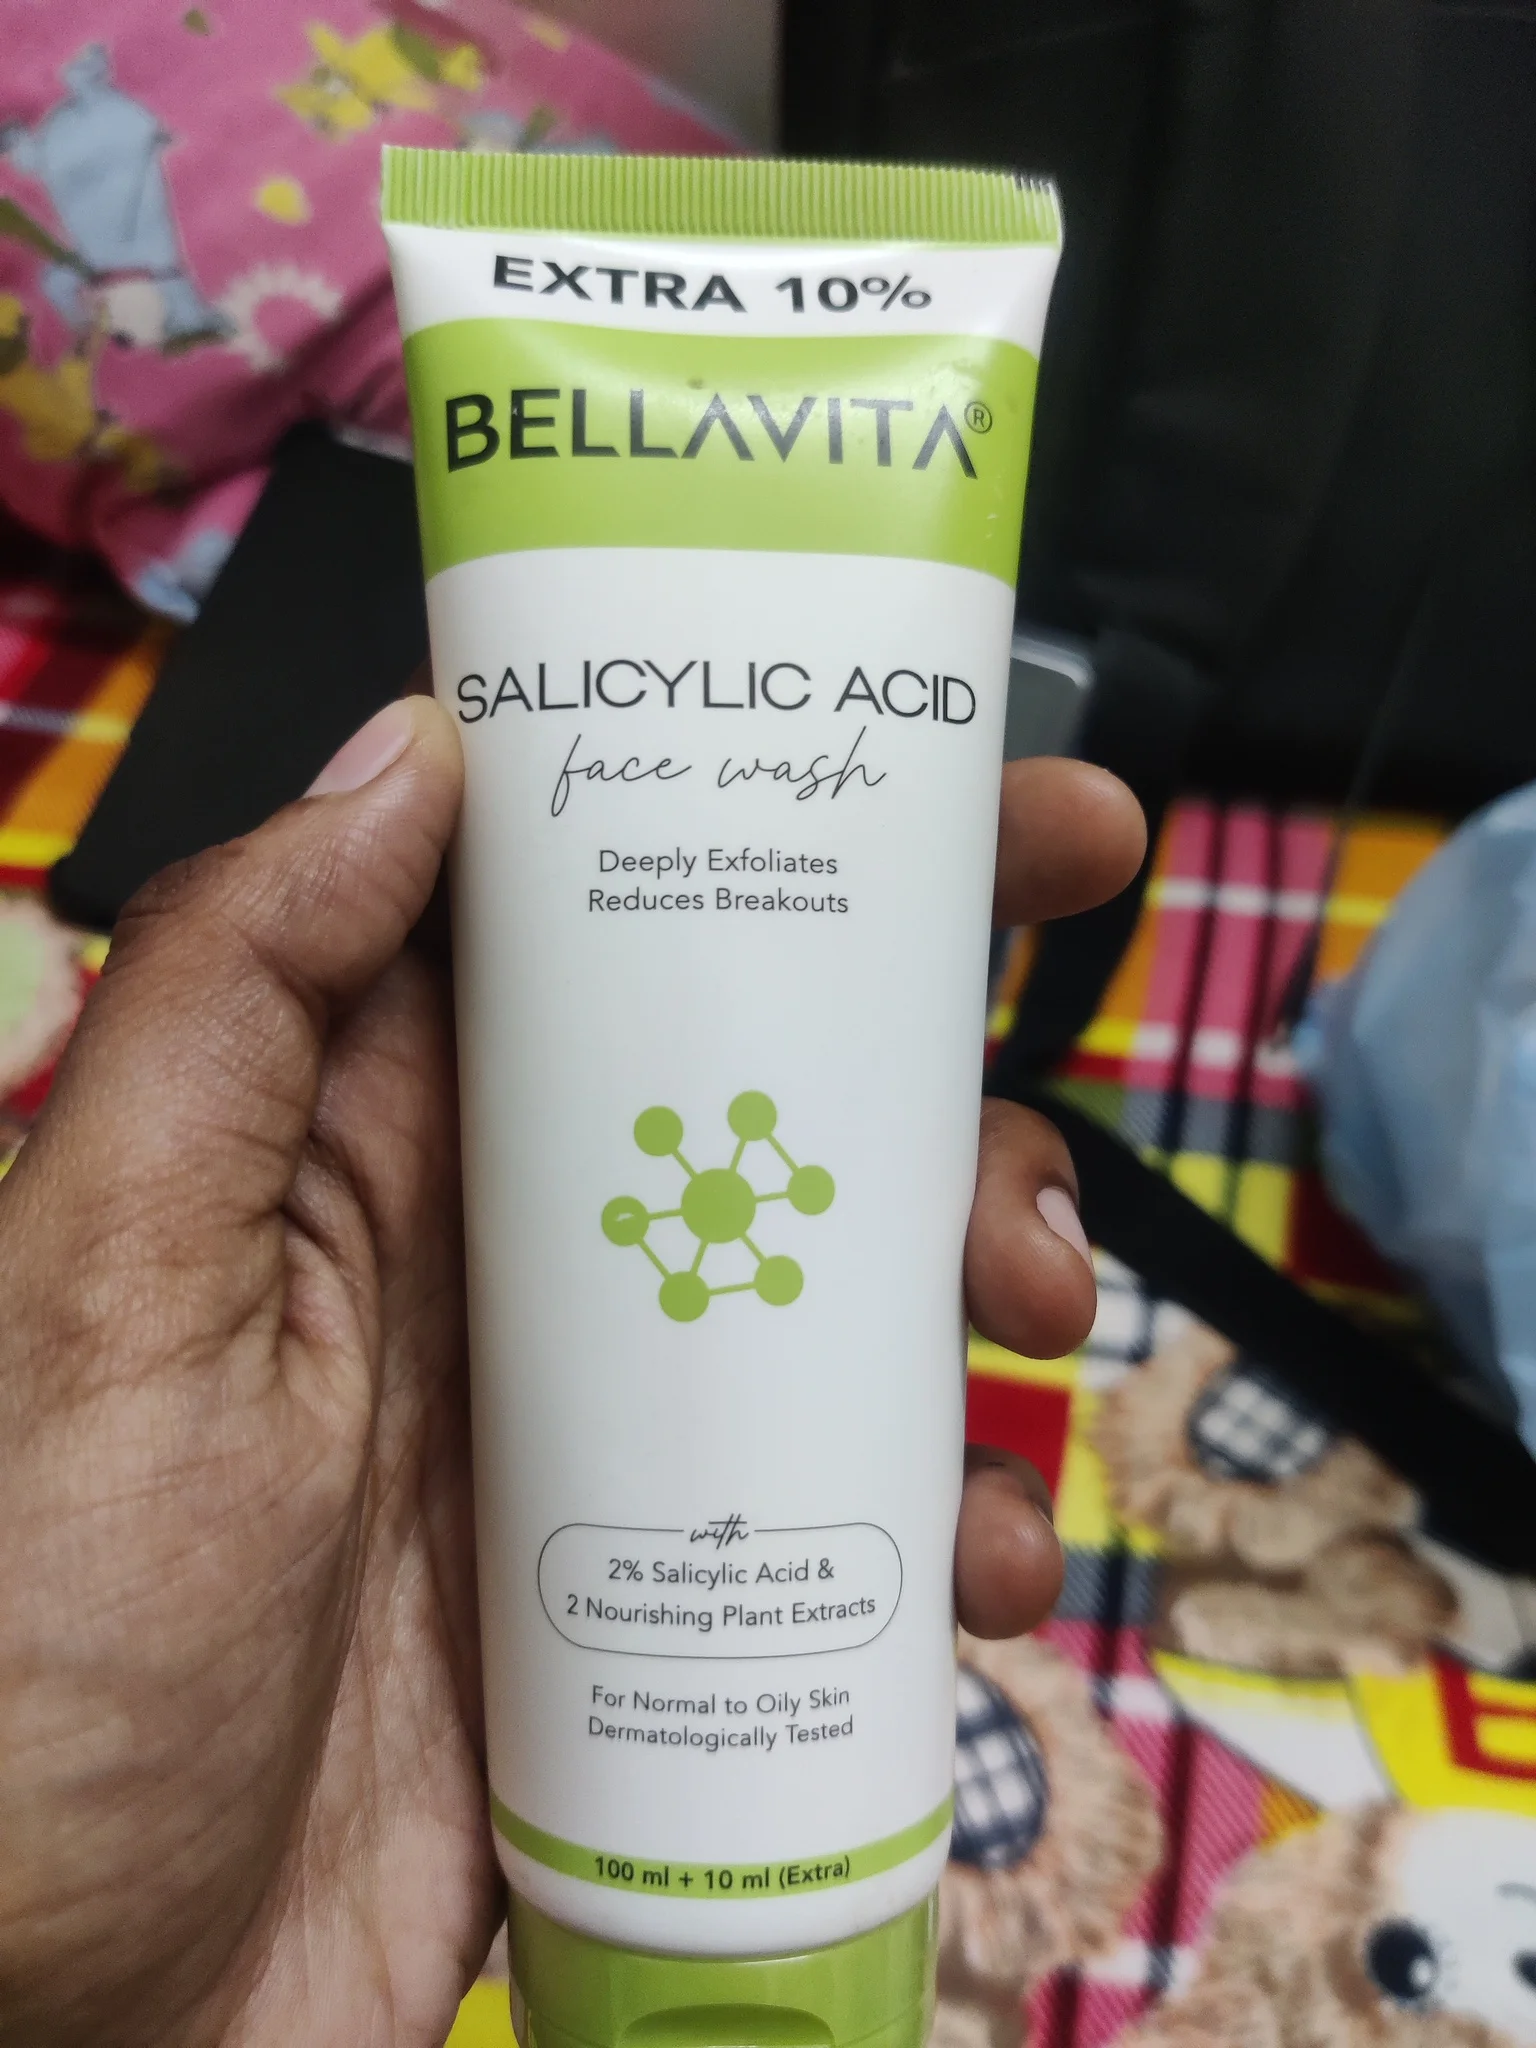 EXTRA 10%
BELLAVITA®
SALICYLIC ACID
face wash
Deeply Exfoliates
Reduces Breakouts
with
2% Salicylic Acid &
2 Nourishing Plant Extracts
For Normal to Oily Skin
Dermatologically Tested
100 ml + 10 ml (Extra)